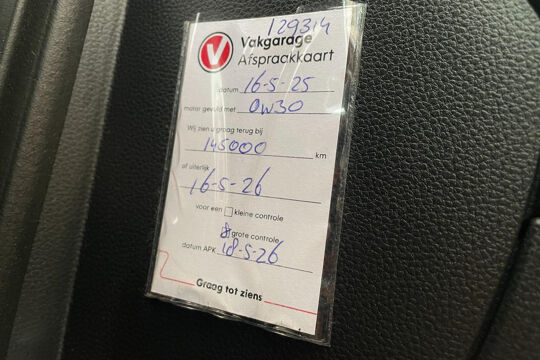 129314
Vakgarage
Afspraakkaart
datum 16-5-25
motor gevuld met 0W30
Wij zien u graag terug bij
145000 km
of uiterlijk
16-5-26
voor een kleine controle
grote controle
datum APK 18-5-26
Graag tot ziens